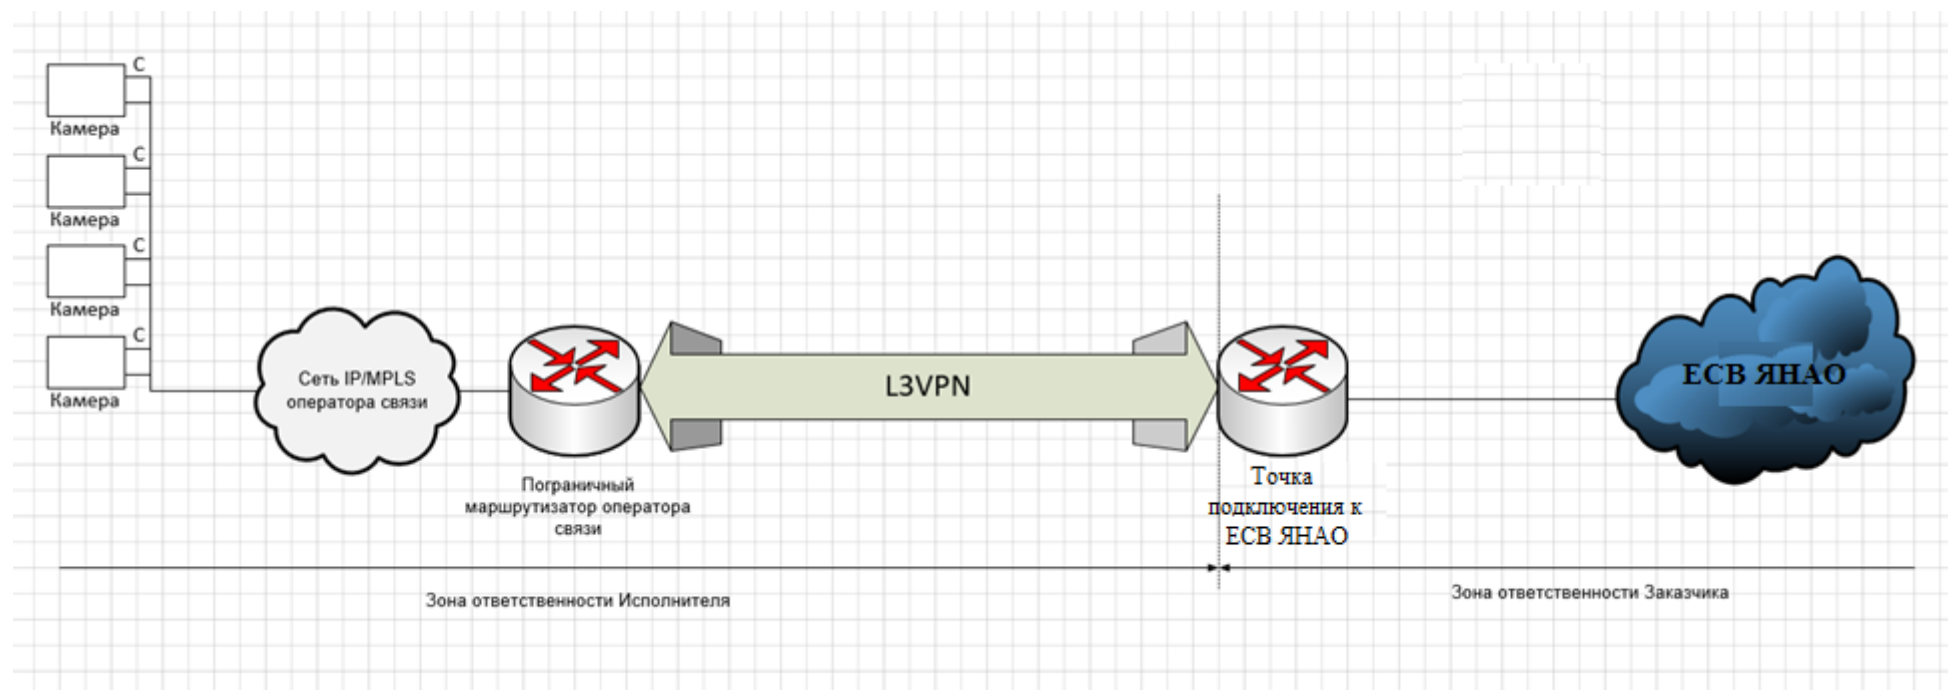 С
Камера
С
Камера
С
Камера
С
Камера
Сеть IP/MPLS
оператора связи
Пограничный
маршрутизатор оператора
связи
L3VPN
Точка
подключения к
ЕСВ ЯНАО
ЕСВ ЯНАО
Зона ответственности Исполнителя
Зона ответственности Заказчика